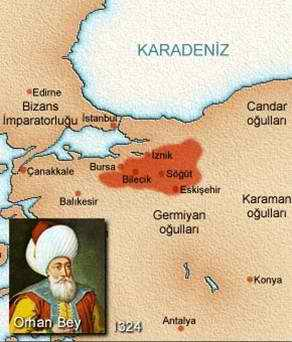 KARADENİZ
Edirne
Bizans
İmparatorluğu
İstanbul
Candar
oğulları
İznik
Bursa
Çanakkale
Bilecik
Söğüt
Eskişehir
Balıkesir
Karaman
oğulları
Germiyan
oğulları
Konya
Orhan Bey
1324
Antalya